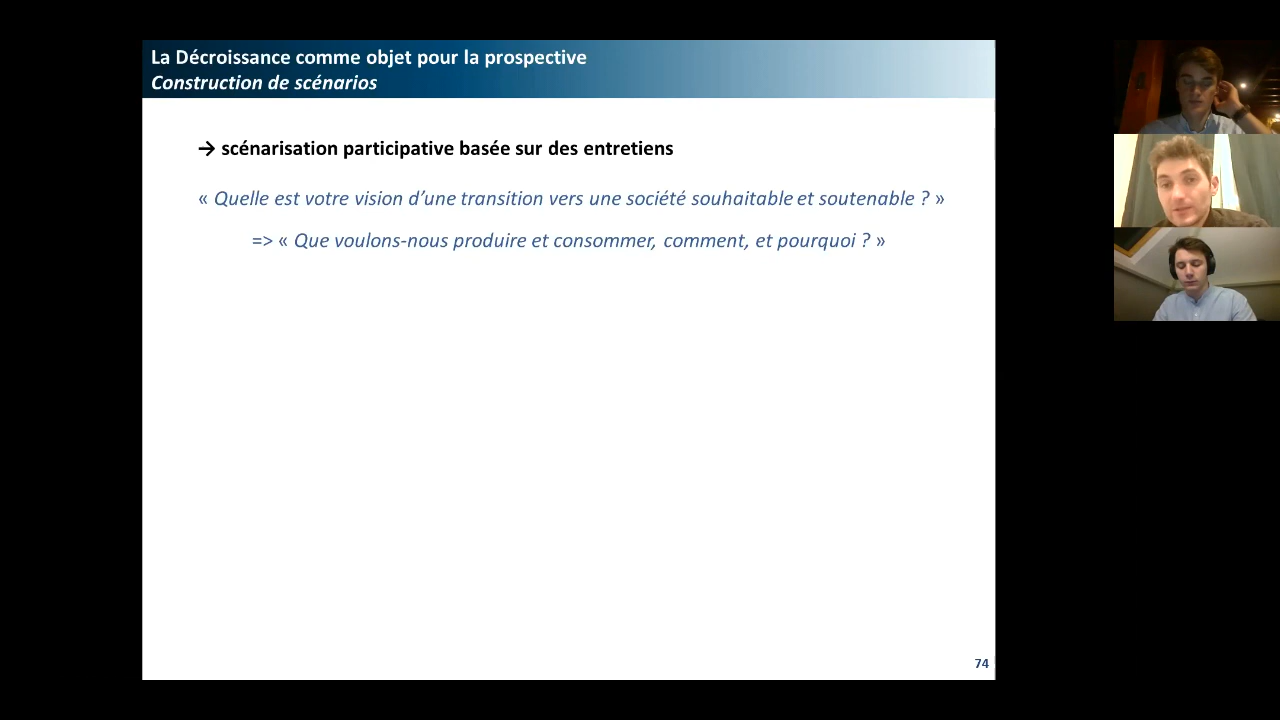 La Décroissance comme objet pour la prospective
Construction de scénarios
→ scénarisation participative basée sur des entretiens
« Quelle est votre vision d’une transition vers une société souhaitable et soutenable ? »
=> « Que voulons-nous produire et consommer, comment, et pourquoi ? »
74